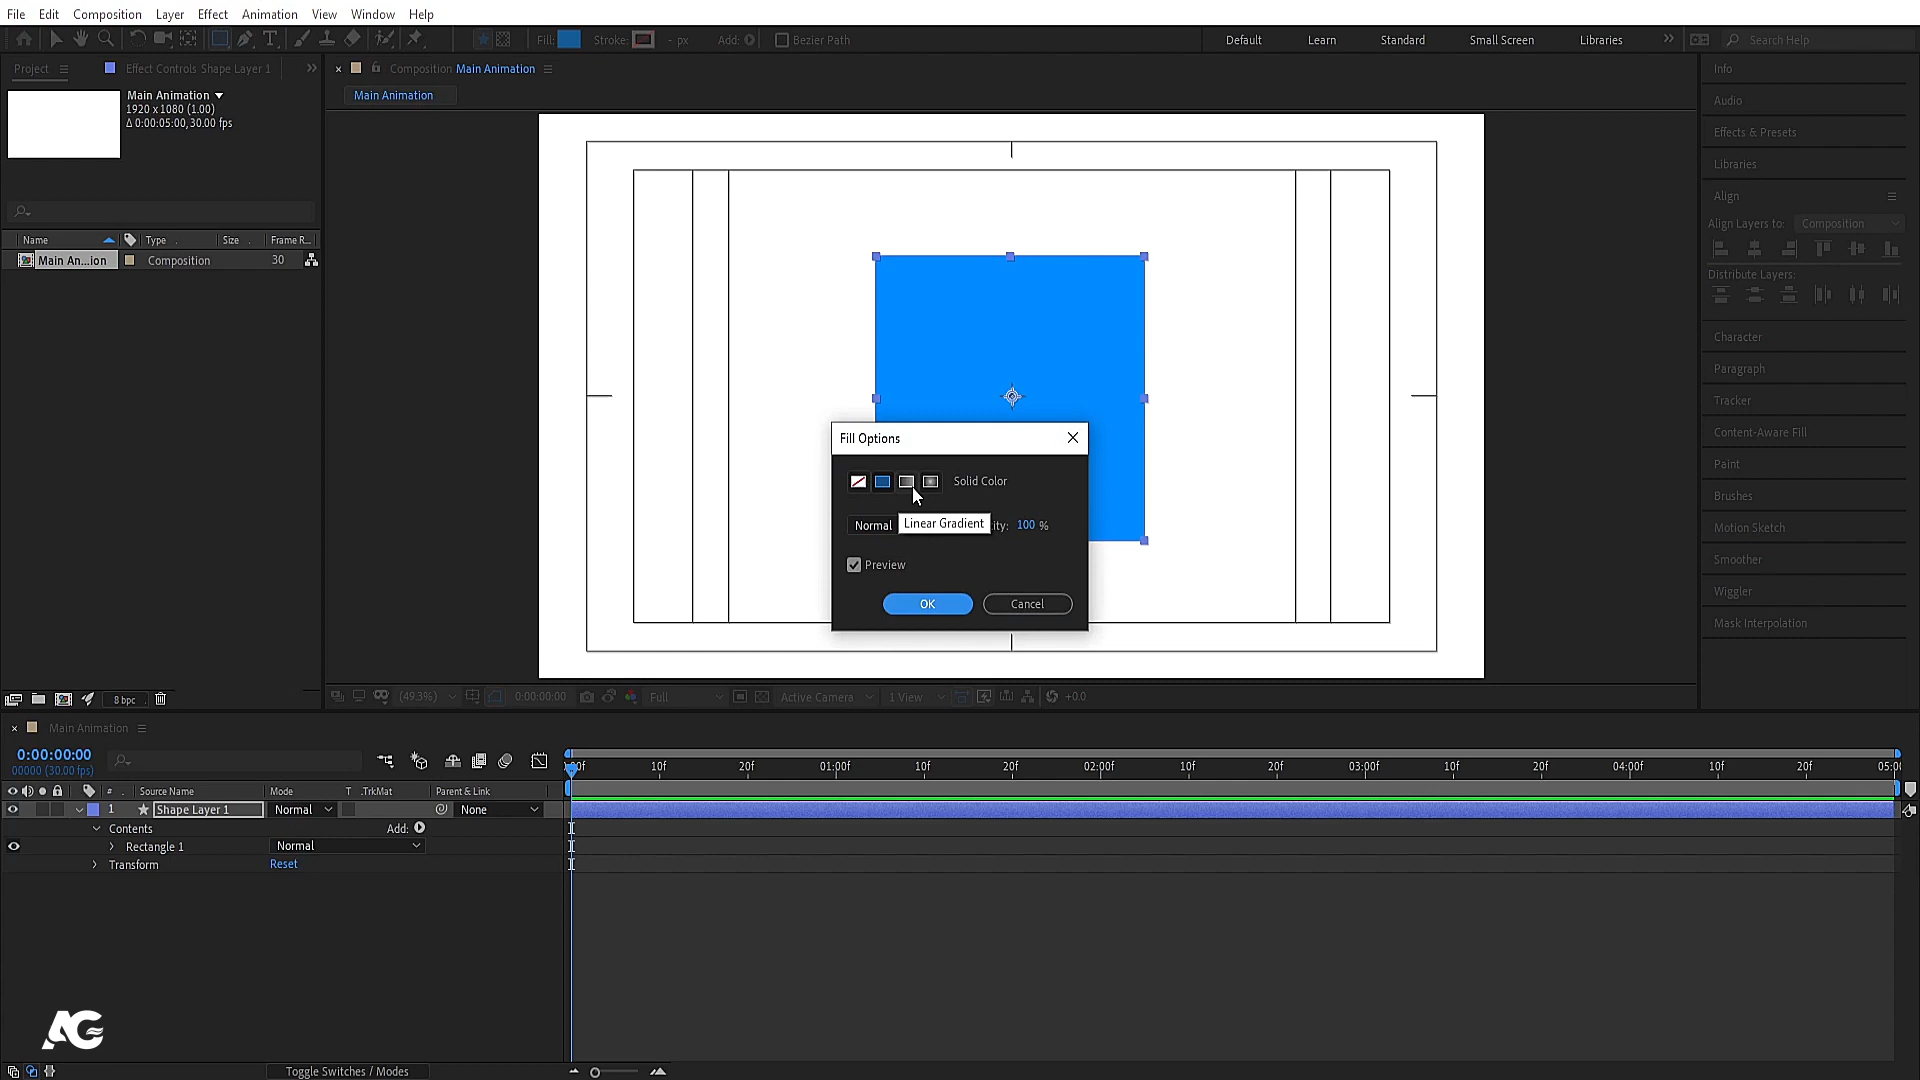 File Edit Composition Layer Effect Animation View Window Help
Fill: Stroke: - px Add: Bezier Path Default Learn Standard Small Screen Libraries Search Help
Project Effect Controls Shape Layer 1
Composition Main Animation
Main Animation
Main Animation
1920 x 1080 (1.00)
Δ 0:00:05:00, 30.00 fps
Name Type Size Frame R...
Main An...ion Composition 30
8 bpc
Fill Options
Solid Color
Normal ity: 100 %
Linear Gradient
Preview
OK Cancel
(49.3%) 0:00:00:00 Full Active Camera 1 View +0.0
Info
Audio
Effects & Presets
Libraries
Align
Align Layers to: Composition
Distribute Layers:
Character
Paragraph
Tracker
Content-Aware Fill
Paint
Brushes
Motion Sketch
Smoother
Wiggler
Mask Interpolation
Main Animation
0:00:00:00
00000 (30.00 fps)
:00f 10f 20f 01:00f 10f 20f 02:00f 10f 20f 03:00f 10f 20f 04:00f 10f 20f 05:0
# Source Name Mode T .TrkMat Parent & Link
1 Shape Layer 1 Normal None
Contents Add:
Rectangle 1 Normal
Transform Reset
AG
Toggle Switches / Modes